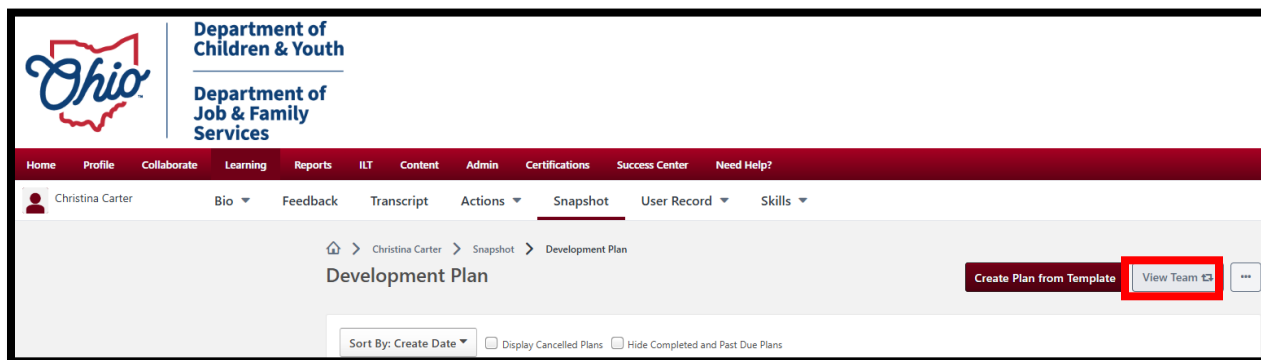 Ohio
Department of
Children & Youth
Department of
Job & Family
Services
Home Profile Collaborate Learning Reports ILT Content Admin Certifications Success Center Need Help?
Christina Carter Bio Feedback Transcript Actions Snapshot User Record Skills
Christina Carter Snapshot Development Plan
Development Plan
Create Plan from Template View Team ...
Sort By: Create Date Display Cancelled Plans Hide Completed and Past Due Plans